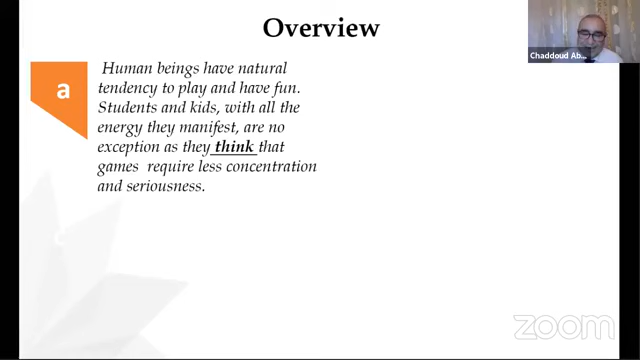 Overview
Chaddoud Ab...
a
Human beings have natural
tendency to play and have fun.
Students and kids, with all the
energy they manifest, are no
exception as they think that
games require less concentration
and seriousness.
zoom